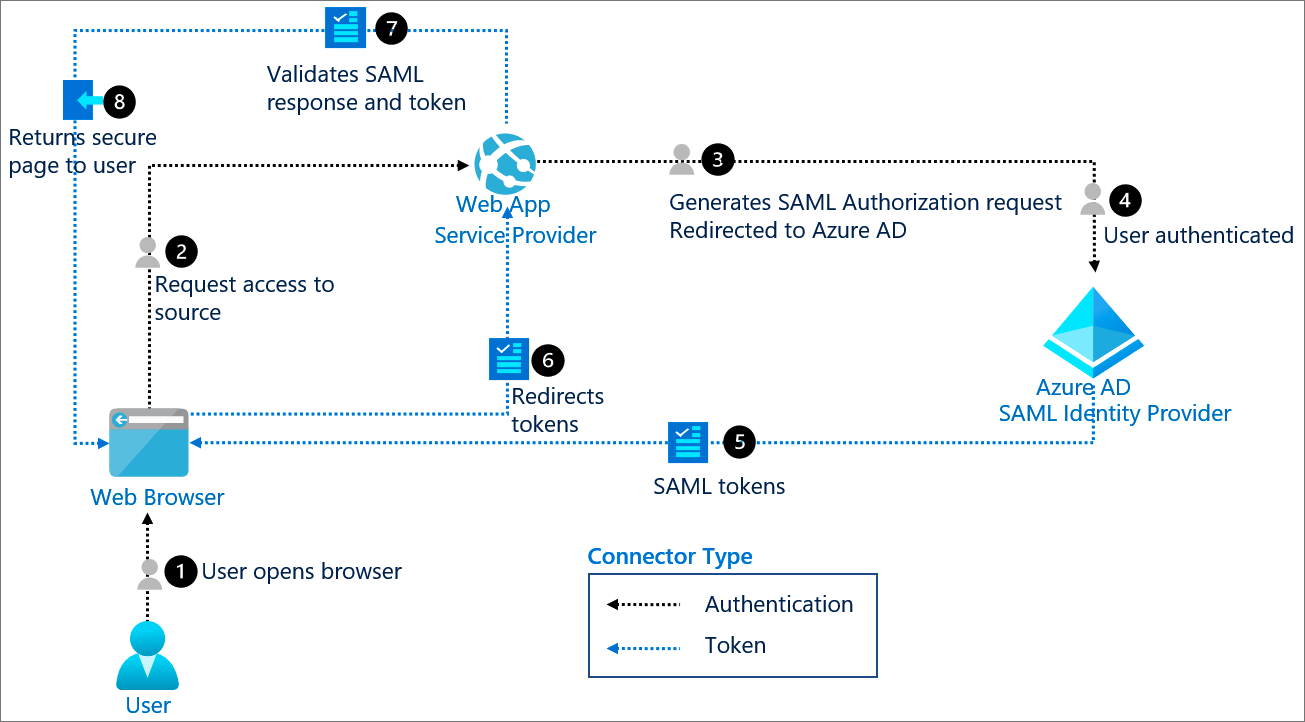 7
Validates SAML
response and token
8
Returns secure
page to user
3
Generates SAML Authorization request
Redirected to Azure AD
4
User authenticated
Web App
Service Provider
2
Request access to
source
6
Redirects
tokens
Azure AD
SAML Identity Provider
5
SAML tokens
Web Browser
1
User opens browser
User
Connector Type
Authentication
Token